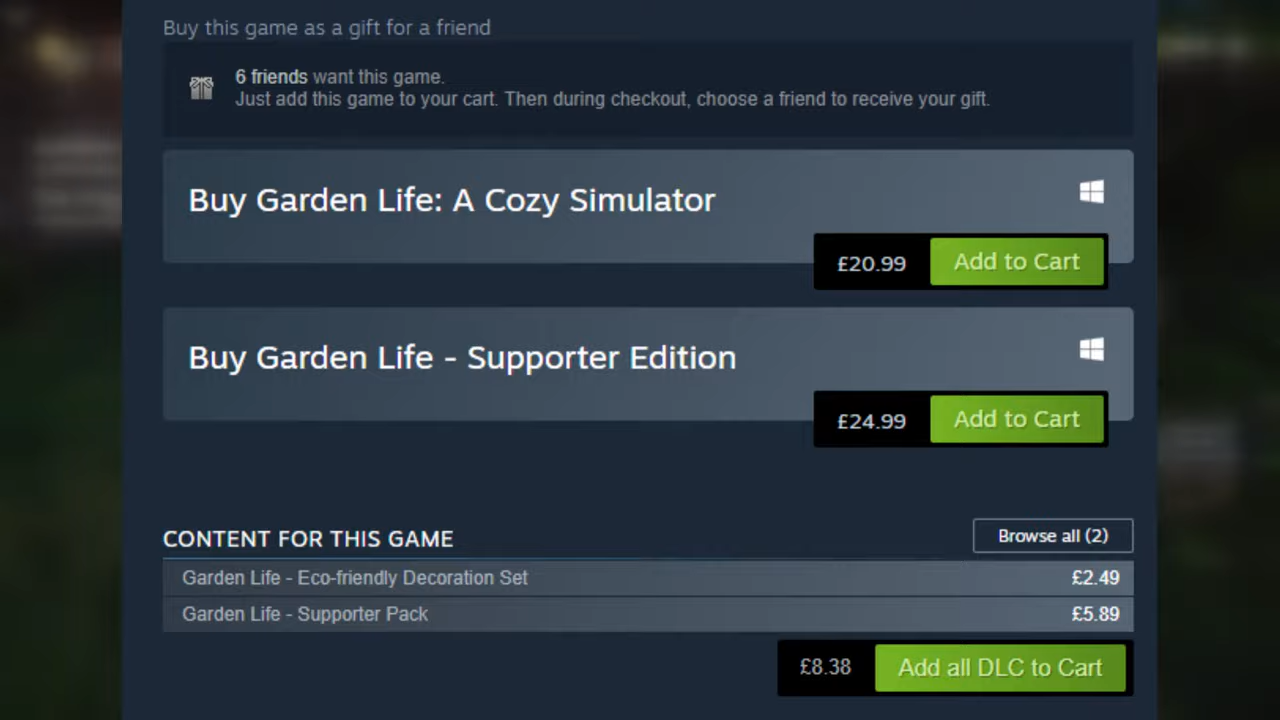 Buy this game as a gift for a friend
6 friends want this game.
Just add this game to your cart. Then during checkout, choose a friend to receive your gift.
Buy Garden Life: A Cozy Simulator
£20.99
Add to Cart
Buy Garden Life - Supporter Edition
£24.99
Add to Cart
CONTENT FOR THIS GAME
Browse all (2)
Garden Life - Eco-friendly Decoration Set £2.49
Garden Life - Supporter Pack £5.89
£8.38
Add all DLC to Cart